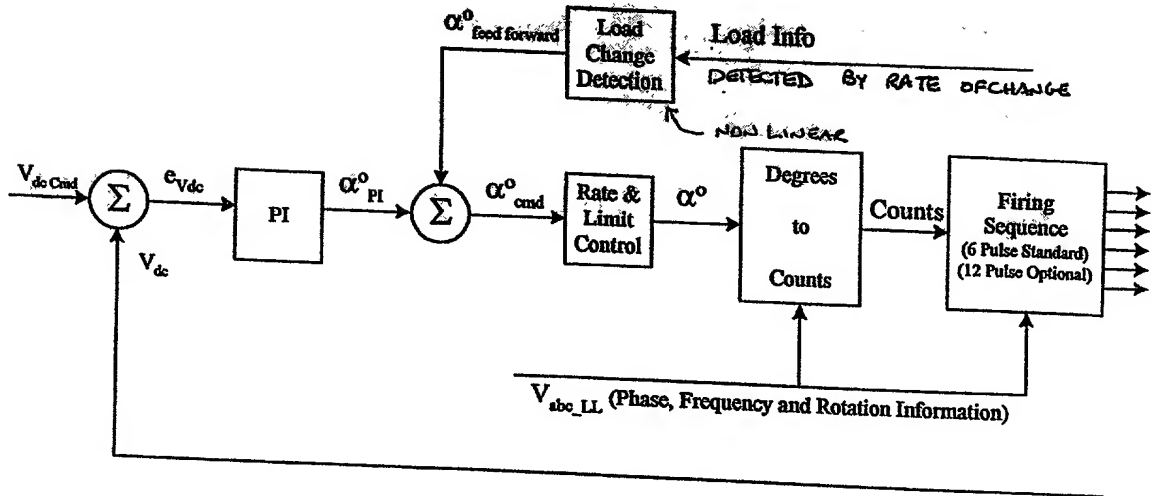 α°feed forward
Load
Change
Detection
Load Info
DETECTED BY RATE OFCHANGE
NON LINEAR
Vdc Cmd
Σ
eVdc
PI
α°PI
Σ
α°cmd
Rate &
Limit
Control
α°
Degrees
to
Counts
Counts
Firing
Sequence
(6 Pulse Standard)
(12 Pulse Optional)
Vdc
Vabc_LL (Phase, Frequency and Rotation Information)